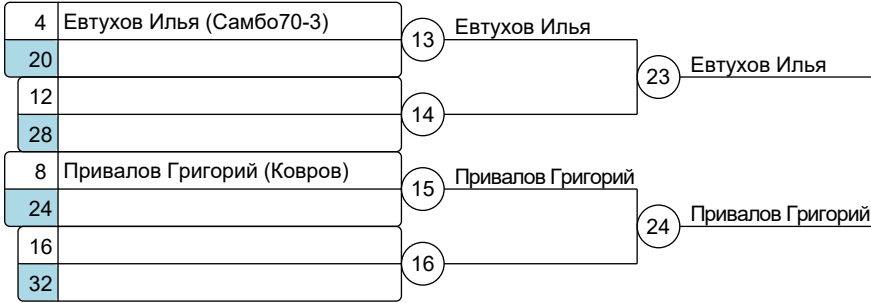 4 Евтухов Илья (Самбо70-3)
13 Евтухов Илья
20
23 Евтухов Илья
12
14
28
8 Привалов Григорий (Ковров)
15 Привалов Григорий
24
24 Привалов Григорий
16
16
32